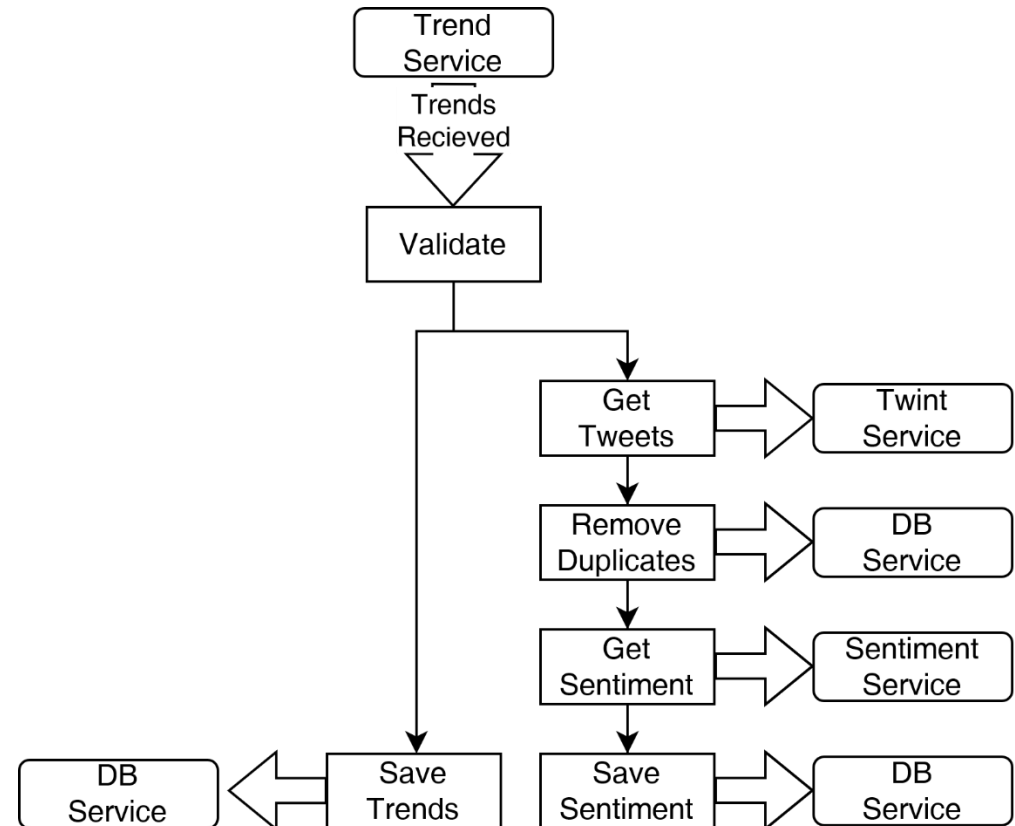 Trend
Service
Trends
Recieved
Validate
Get
Tweets
Twint
Service
Remove
Duplicates
DB
Service
Get
Sentiment
Sentiment
Service
DB
Service
Save
Trends
Save
Sentiment
DB
Service